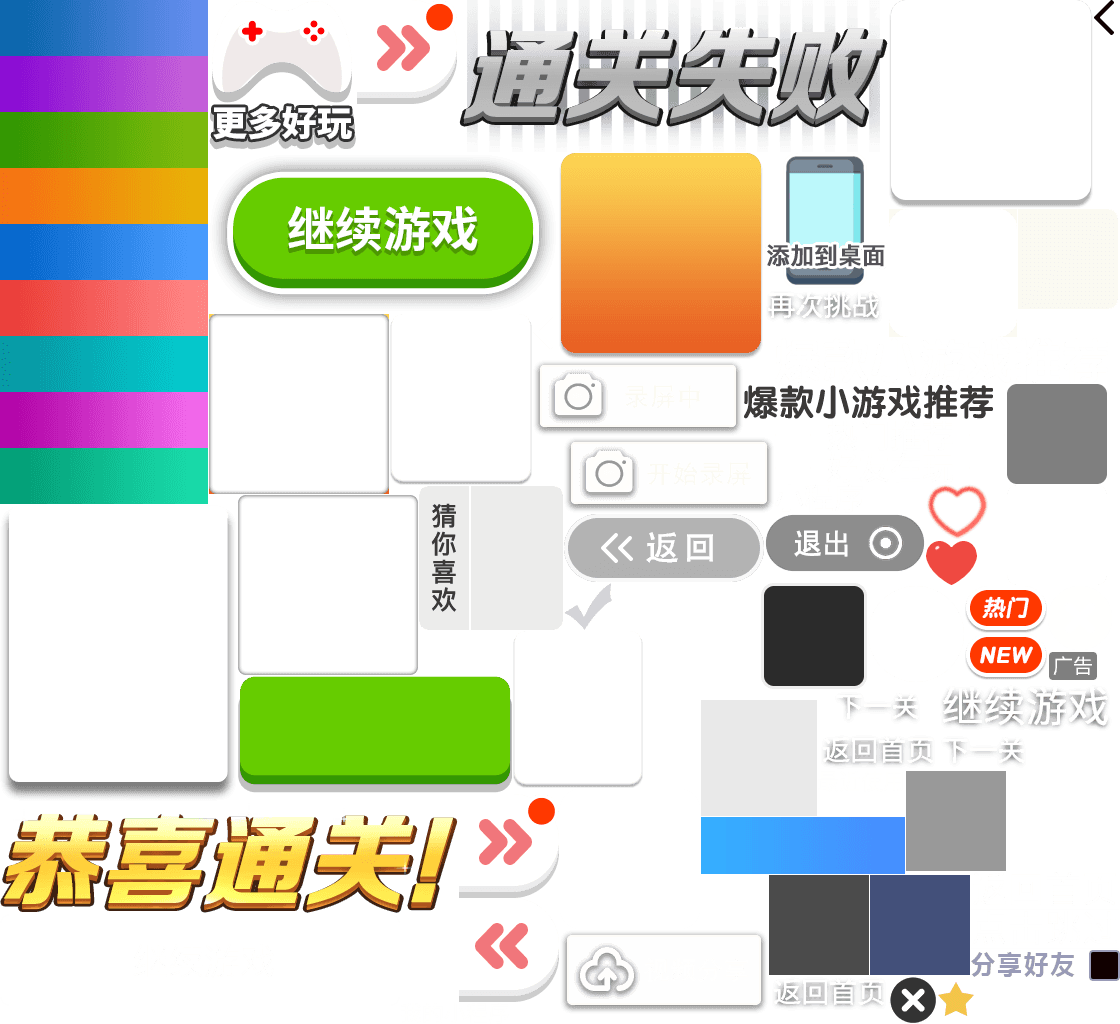 通关失败
更多好玩
继续游戏
添加到桌面
再次挑战
录屏中
爆款小游戏推荐
开始录屏
猜你喜欢
返回
退出
热门
NEW
广告
下一关
继续游戏
返回首页
下一关
恭喜通关!
分享好友
返回首页